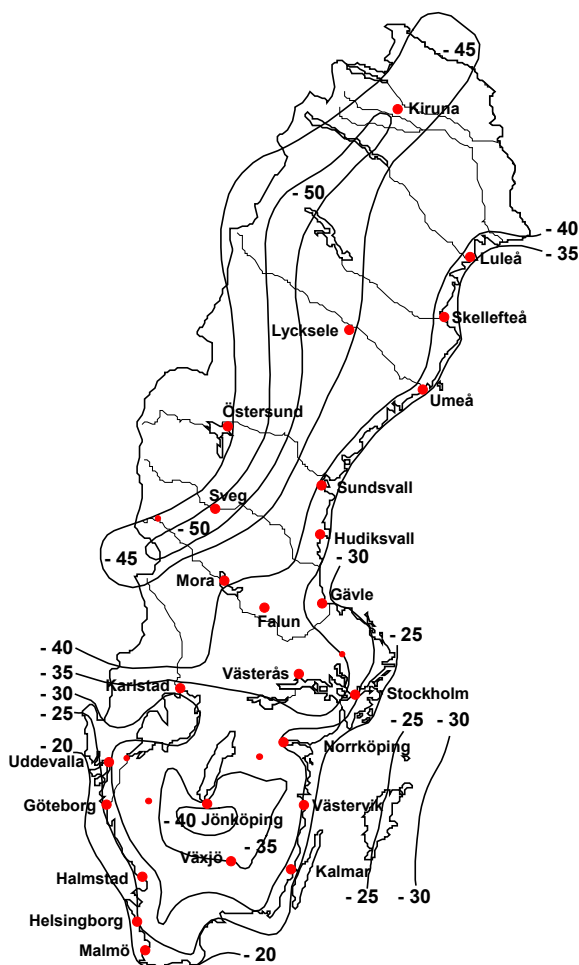 - 45
Kiruna
- 50
- 40
- 35
Luleå
Skellefteå
Lycksele
Umeå
Östersund
Sundsvall
Sveg
- 50
Hudiksvall
- 45
- 30
Mora
Gävle
Falun
- 25
- 40
- 35
Västerås
Karlstad
- 30
Stockholm
- 25
- 25
- 30
Norrköping
- 20
Uddevalla
Göteborg
Västervik
- 40
Jönköping
- 35
Växjö
Kalmar
Halmstad
- 25
- 30
Helsingborg
Malmö
- 20